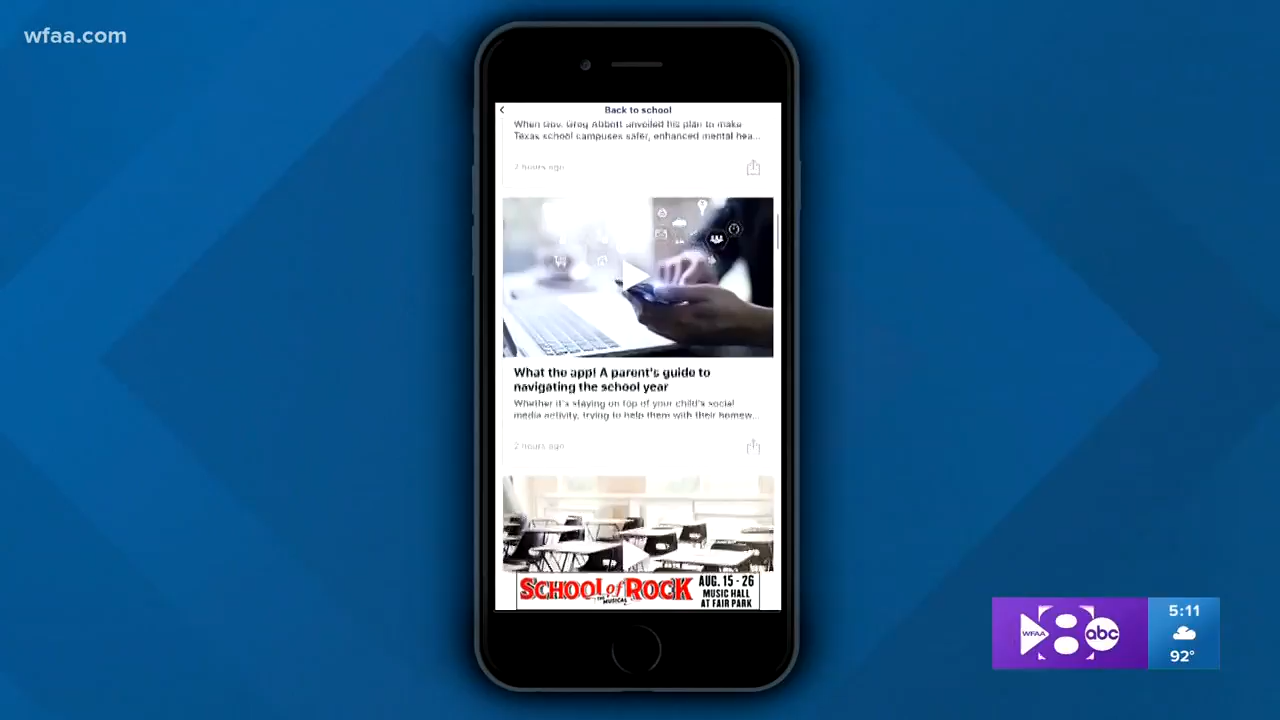 wfaa.com
Back to school
When Gov. Greg Abbott unveiled his plan to make
Texas school campuses safer, enhanced mental hea...
2 hours ago
What the app! A parent's guide to
navigating the school year
Whether it's staying on top of your child's social
media activity, trying to help them with their homew...
2 hours ago
SCHOOL of ROCK
THE MUSICAL
AUG. 15 - 26
MUSIC HALL
AT FAIR PARK
WFAA 8 abc
5:11
92°